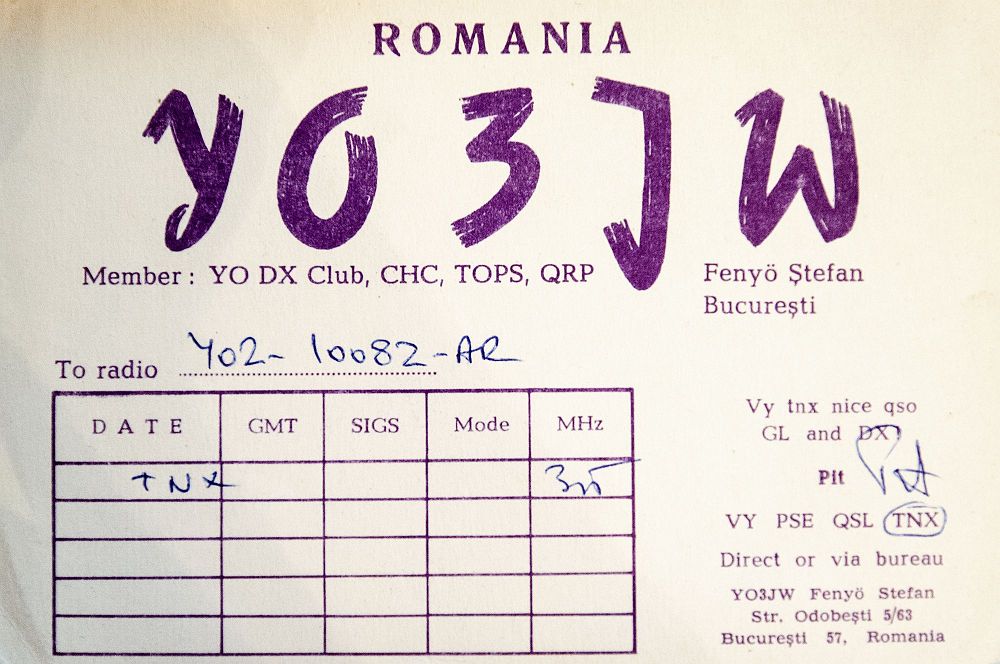 ROMANIA
YO3JW
Member: YO DX Club, CHC, TOPS, QRP
Fenyö Ștefan
București
To radio YO2-10082-AR
DATE GMT SIGS Mode MHz
TNX 3,5
Vy tnx nice qso
GL and DX!
Pit Pit
VY PSE QSL TNX
Direct or via bureau
YO3JW Fenyö Stefan
Str. Odobești 5/63
București 57, Romania